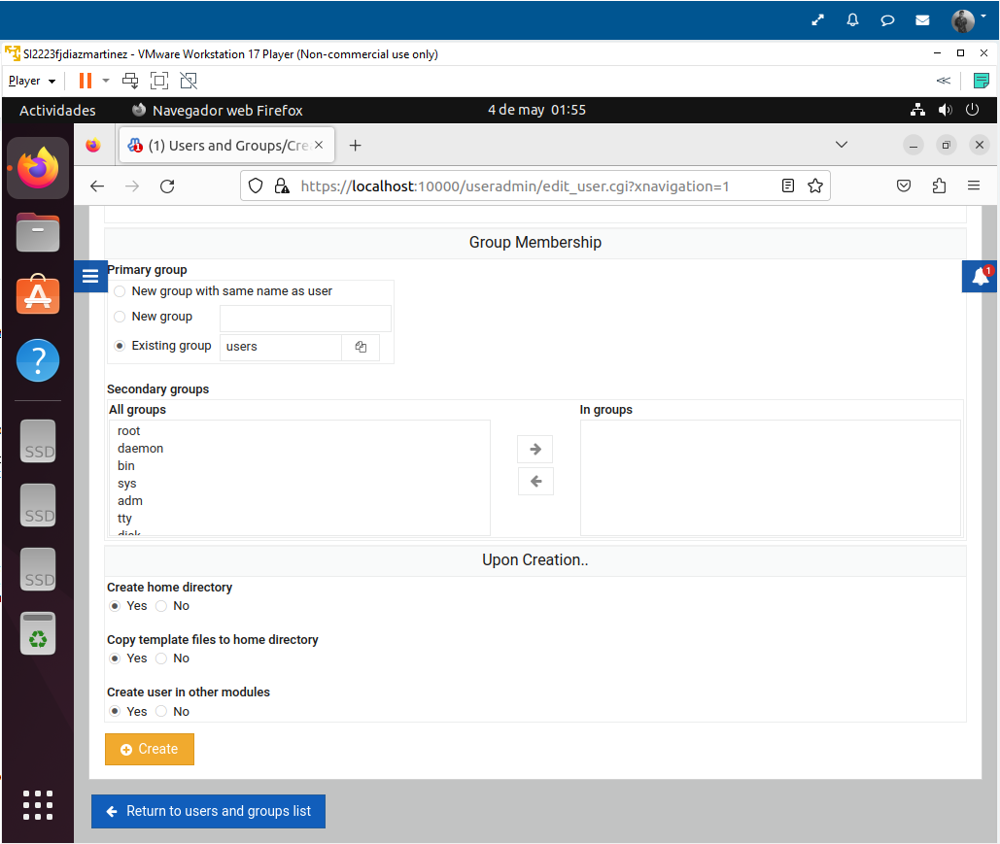 SI2223fjdiazmartinez - VMware Workstation 17 Player (Non-commercial use only)
Player
Actividades Navegador web Firefox 4 de may 01:55
(1) Users and Groups/Cre
https://localhost:10000/useradmin/edit_user.cgi?xnavigation=1
Group Membership
1
Primary group
New group with same name as user
New group
Existing group users
Secondary groups
All groups In groups
root
daemon
bin
sys
adm
tty
disk
SSD
SSD
SSD
Upon Creation..
Create home directory
Yes No
Copy template files to home directory
Yes No
Create user in other modules
Yes No
Create
Return to users and groups list